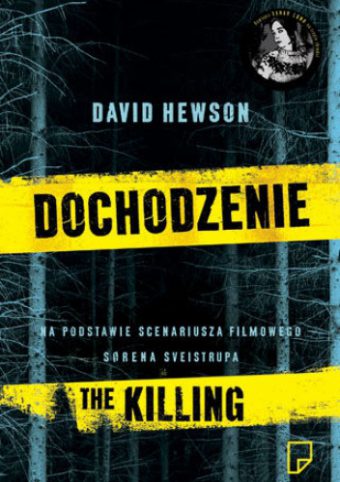 DAVID HEWSON
DOCHODZENIE
NA PODSTAWIE SCENARIUSZA FILMOWEGO
SØRENA SVEISTRUPA
THE KILLING